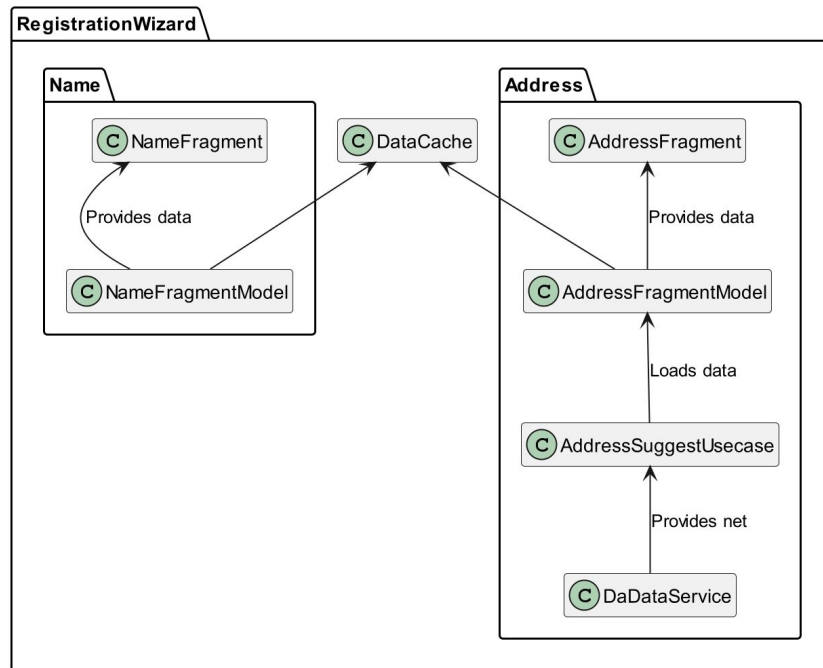 RegistrationWizard
Name
Address
C NameFragment
C DataCache
C AddressFragment
Provides data
Provides data
C NameFragmentModel
C AddressFragmentModel
Loads data
C AddressSuggestUsecase
Provides net
C DaDataService